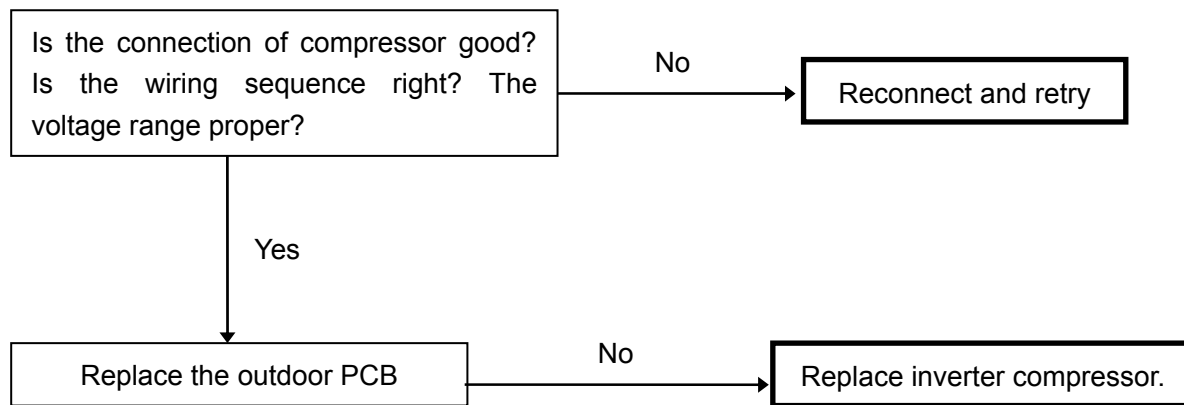 Is the connection of compressor good?
Is the wiring sequence right? The
voltage range proper?
No
Reconnect and retry
Yes
Replace the outdoor PCB
No
Replace inverter compressor.